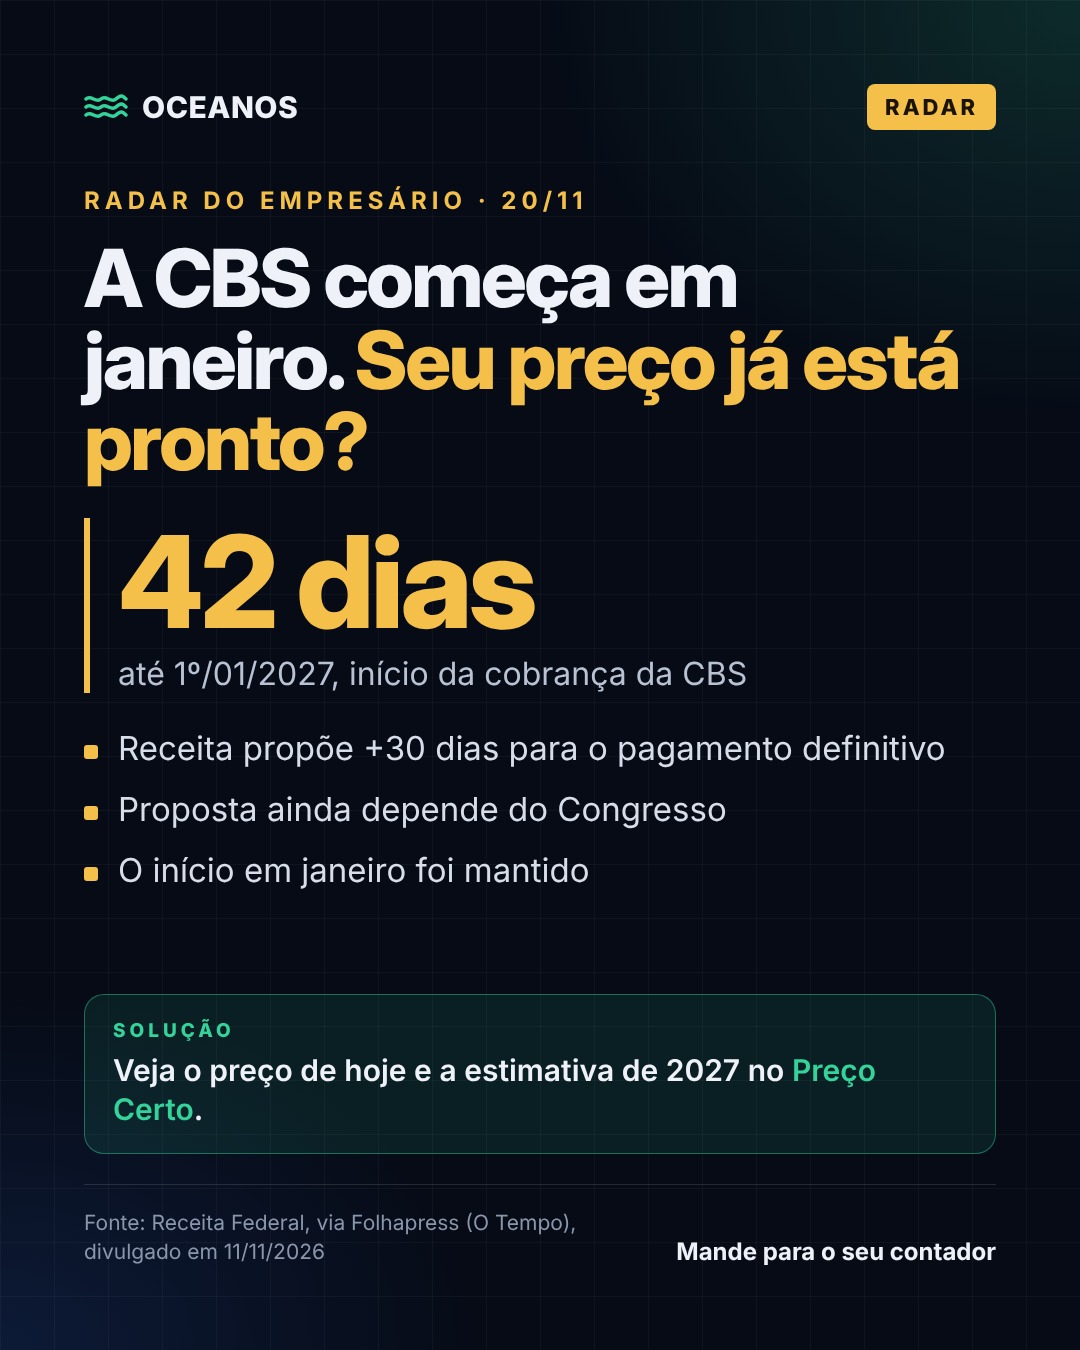 OCEANOS
RADAR
RADAR DO EMPRESÁRIO · 20/11
A CBS começa em
janeiro. Seu preço já está
pronto?
42 dias
até 1º/01/2027, início da cobrança da CBS
Receita propõe +30 dias para o pagamento definitivo
Proposta ainda depende do Congresso
O início em janeiro foi mantido
SOLUÇÃO
Veja o preço de hoje e a estimativa de 2027 no Preço
Certo.
Fonte: Receita Federal, via Folhapress (O Tempo),
divulgado em 11/11/2026
Mande para o seu contador